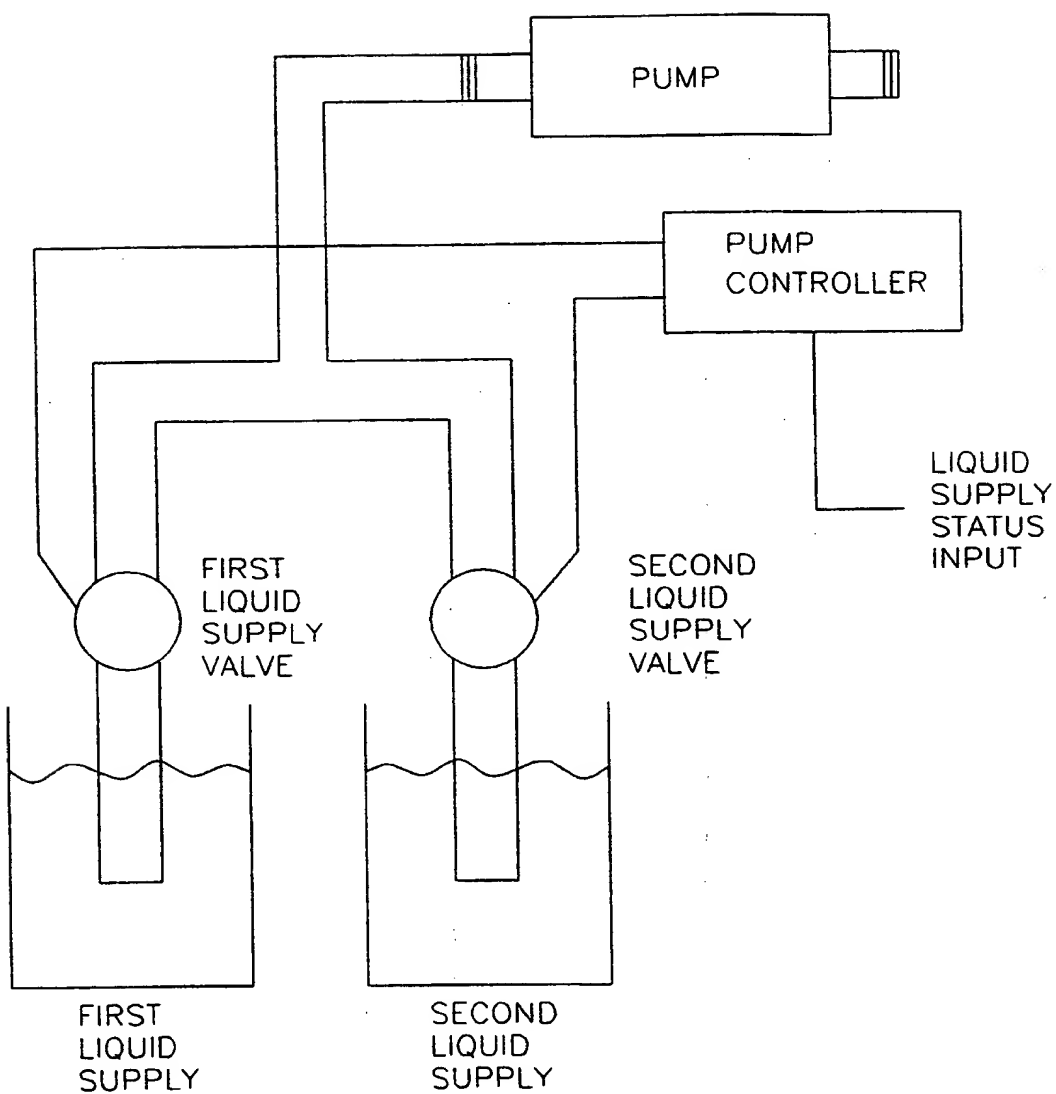 PUMP
PUMP
CONTROLLER
LIQUID
SUPPLY
STATUS
INPUT
FIRST
LIQUID
SUPPLY
VALVE
SECOND
LIQUID
SUPPLY
VALVE
FIRST
LIQUID
SUPPLY
SECOND
LIQUID
SUPPLY